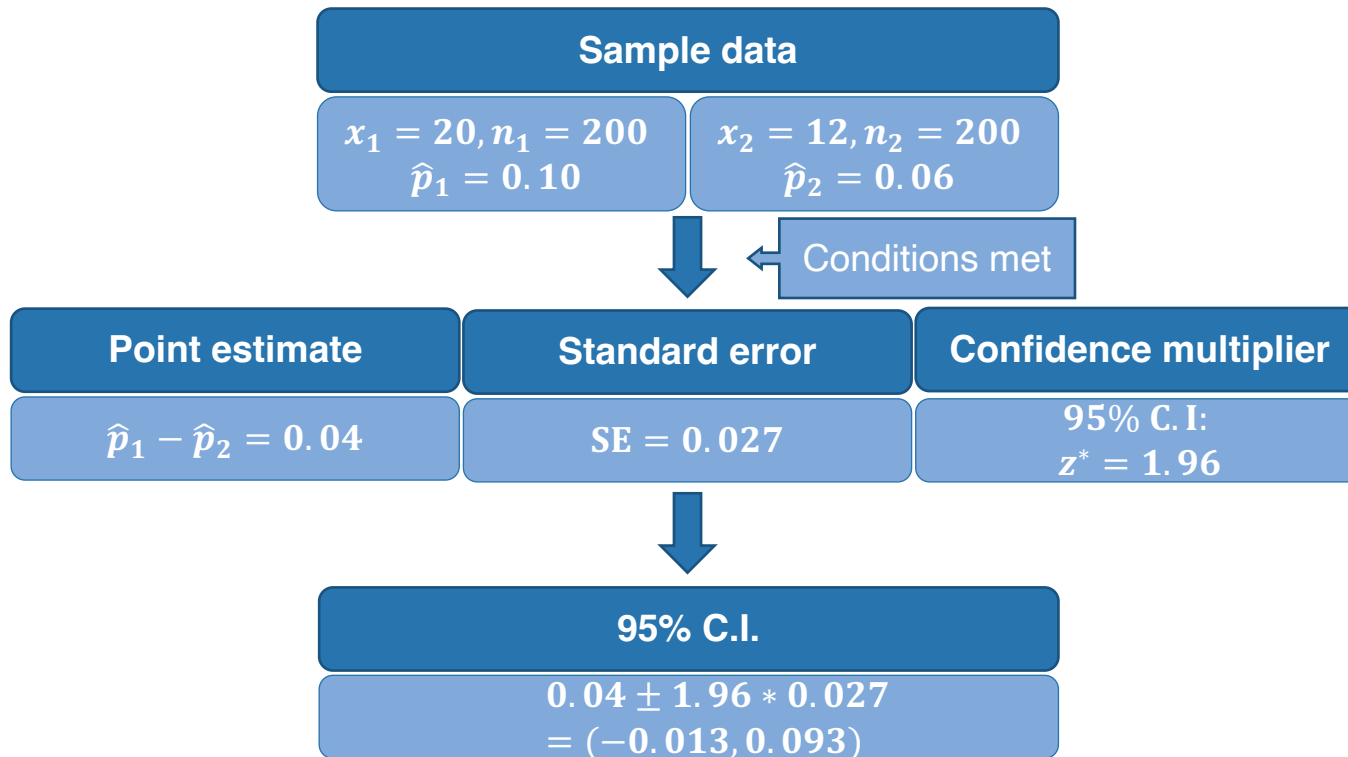 Sample data
x₁ = 20, n₁ = 200
p̂₁ = 0.10
x₂ = 12, n₂ = 200
p̂₂ = 0.06
Conditions met
Point estimate
p̂₁ − p̂₂ = 0.04
Standard error
SE = 0.027
Confidence multiplier
95% C.I:
z* = 1.96
95% C.I.
0.04 ± 1.96 * 0.027
= (−0.013, 0.093)